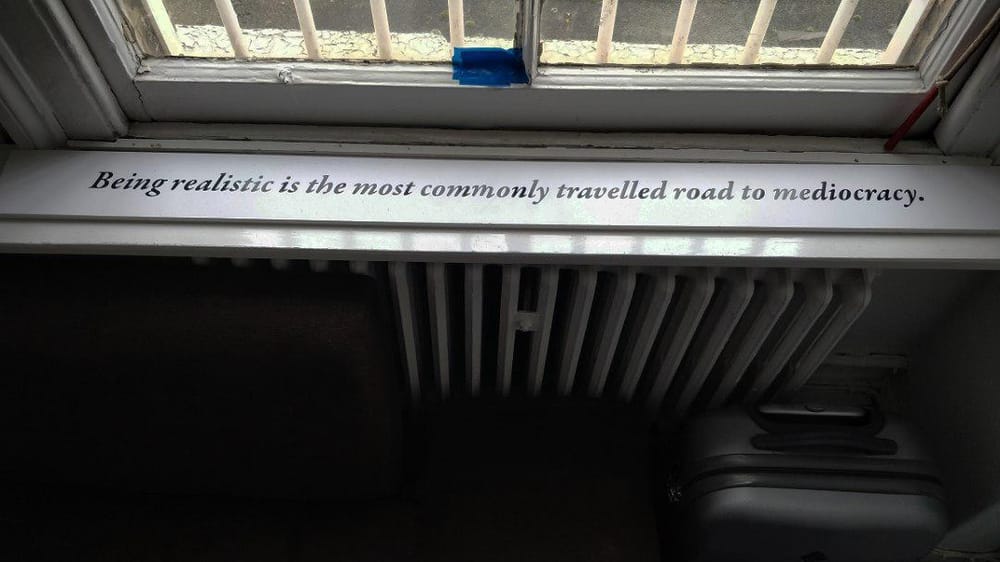 Being realistic is the most commonly travelled road to mediocracy.